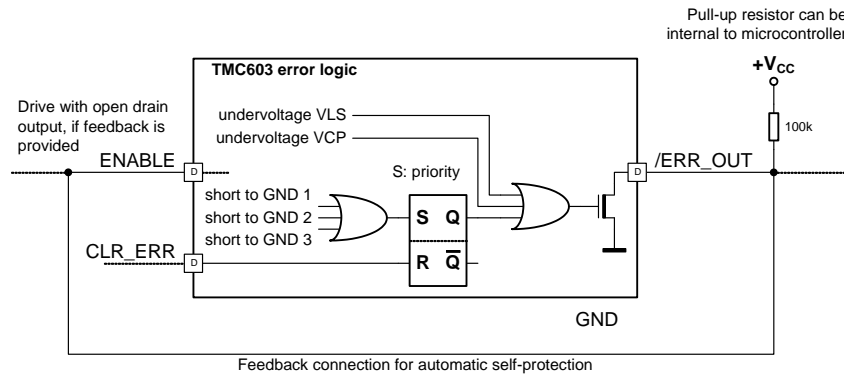 Pull-up resistor can be
internal to microcontroller
+VCC
100k
TMC603 error logic
Drive with open drain
output, if feedback is
provided
undervoltage VLS
undervoltage VCP
ENABLE
D
S: priority
D
/ERR_OUT
short to GND 1
short to GND 2
short to GND 3
S Q
CLR_ERR
D
R Q̅
GND
Feedback connection for automatic self-protection